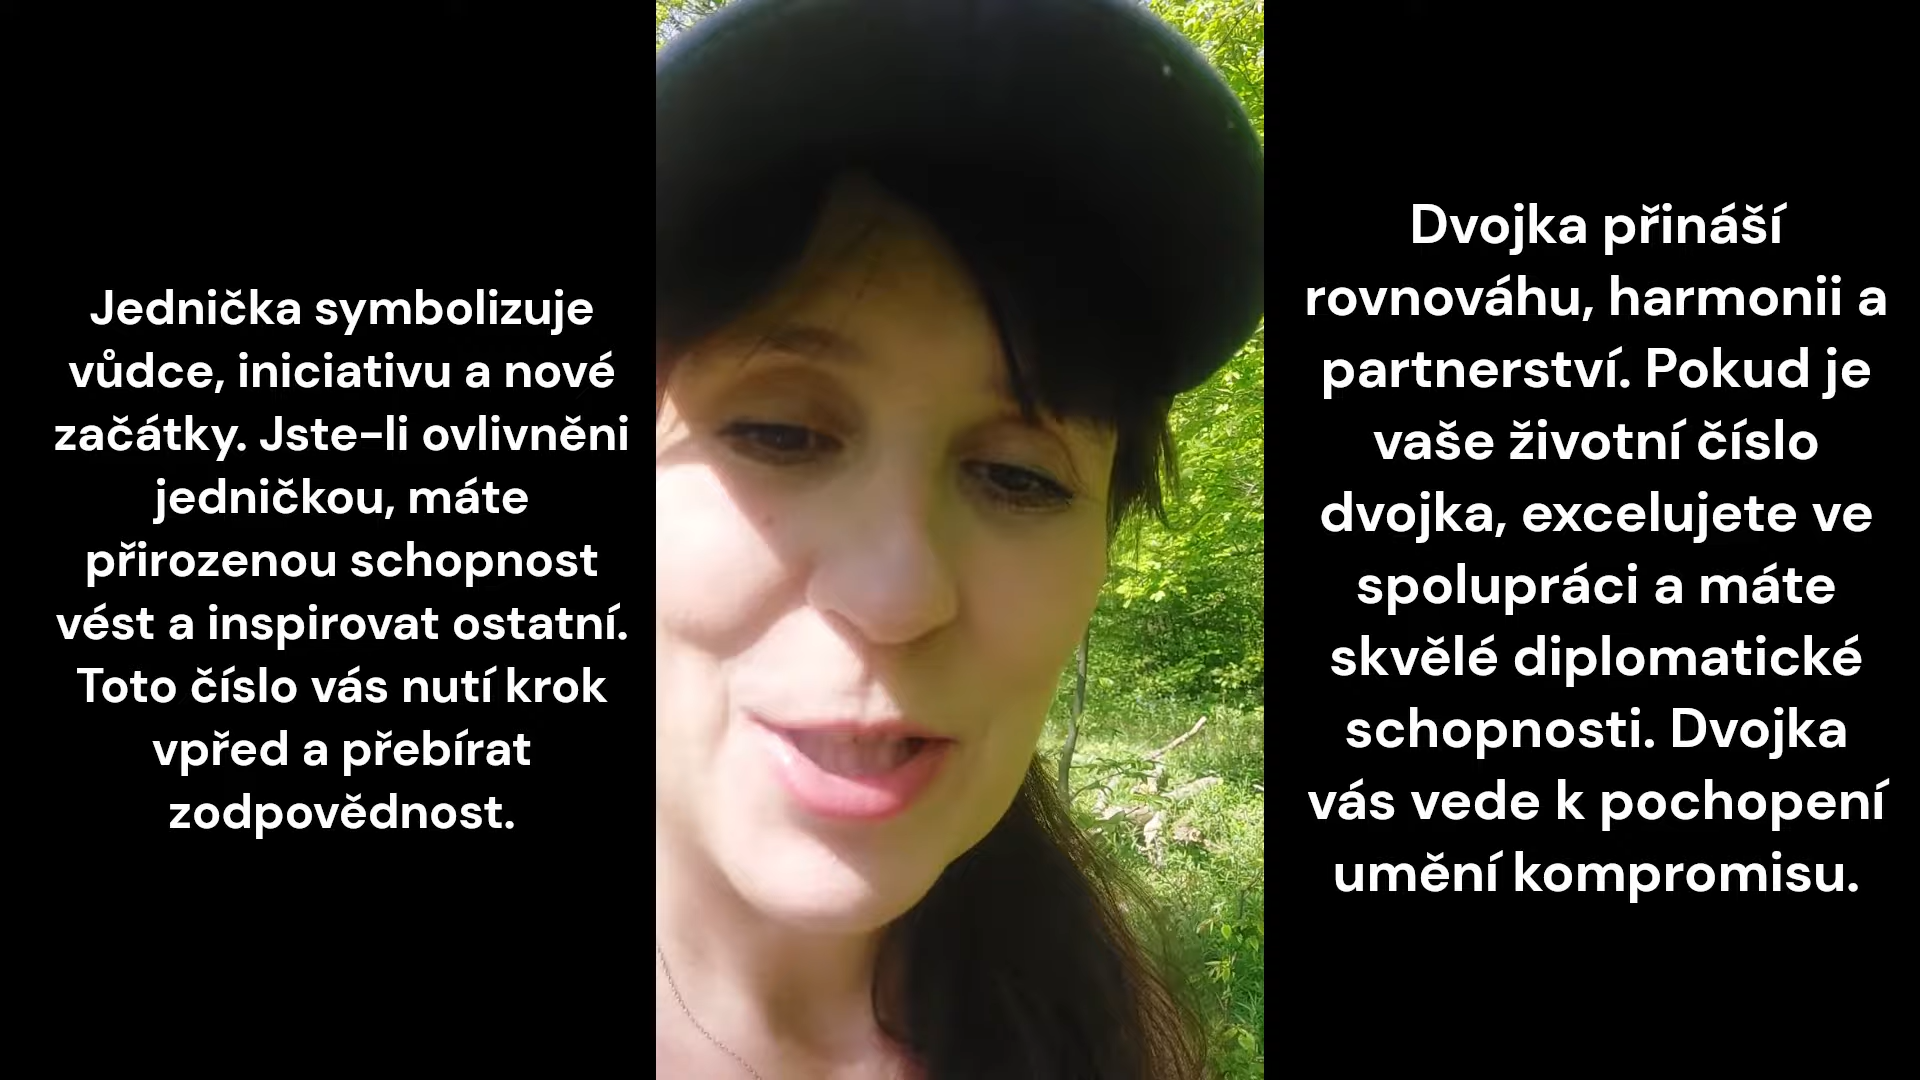 Jednička symbolizuje
vůdce, iniciativu a nové
začátky. Jste-li ovlivněni
jedničkou, máte
přirozenou schopnost
vést a inspirovat ostatní.
Toto číslo vás nutí krok
vpřed a přebírat
zodpovědnost.
Dvojka přináší
rovnováhu, harmonii a
partnerství. Pokud je
vaše životní číslo
dvojka, excelujete ve
spolupráci a máte
skvělé diplomatické
schopnosti. Dvojka
vás vede k pochopení
umění kompromisu.